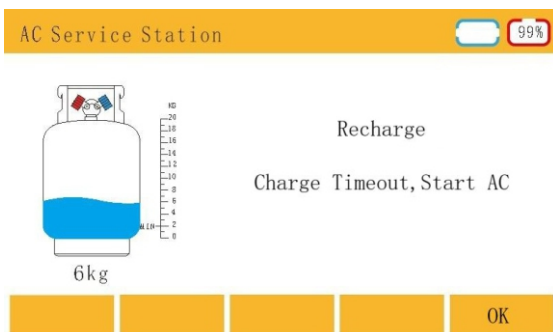 AC Service Station
99%
KG
20
18
16
14
12
10
8
6
4
2
0
Recharge
Charge Timeout,Start AC
6kg
OK